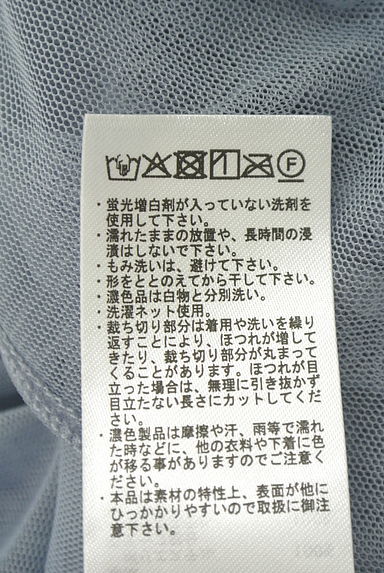 F
・蛍光増白剤が入っていない洗剤を
使用して下さい。
・濡れたままの放置や、長時間の浸
漬はしないで下さい。
・もみ洗いは、避けて下さい。
・形をととのえてから干して下さい。
・濃色品は白物と分別洗い。
・洗濯ネット使用。
・裁ち切り部分は着用や洗いを繰り
返すことにより、ほつれが増して
きたり、裁ち切り部分が丸まって
くることがあります。ほつれが目
立った場合は、無理に引き抜かず
目立たない長さにカットしてくだ
さい。
・濃色製品は摩擦や汗、雨等で濡れ
た時などに、他の衣料や下着に色
が移る事がありますのでご注意く
ださい。
・本品は素材の特性上、表面が他に
ひっかかりやすいので取扱に御注
意下さい。